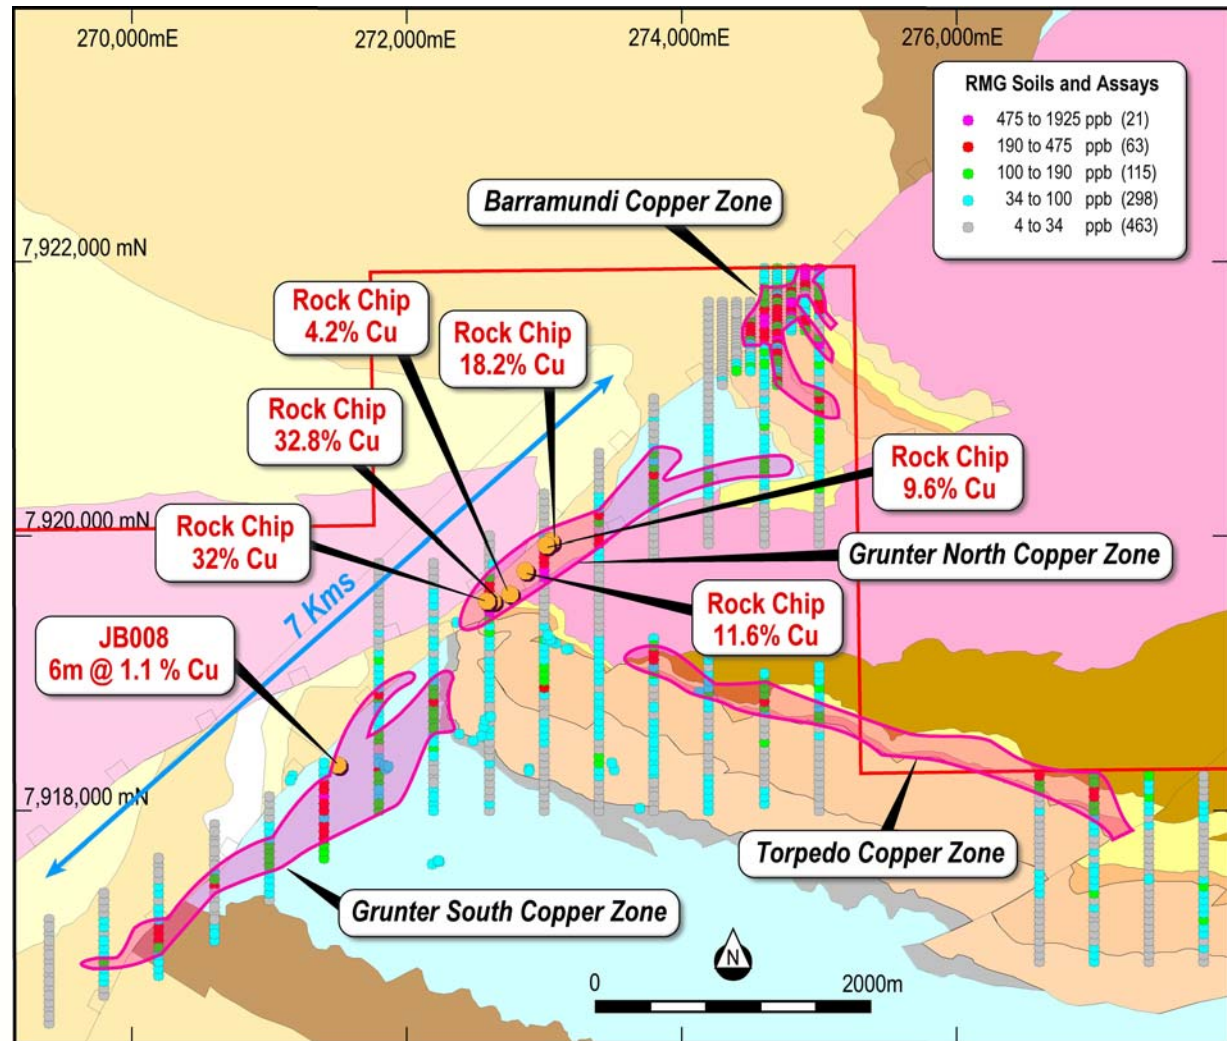 270,000mE
272,000mE
274,000mE
276,000mE
RMG Soils and Assays
475 to 1925 ppb (21)
190 to 475 ppb (63)
100 to 190 ppb (115)
34 to 100 ppb (298)
4 to 34 ppb (463)
Barramundi Copper Zone
7,922,000 mN
Rock Chip
4.2% Cu
Rock Chip
18.2% Cu
Rock Chip
32.8% Cu
Rock Chip
9.6% Cu
7,920,000 mN
Rock Chip
32% Cu
Grunter North Copper Zone
7 Kms
Rock Chip
11.6% Cu
JB008
6m @ 1.1 % Cu
7,918,000 mN
Torpedo Copper Zone
Grunter South Copper Zone
N
0
2000m